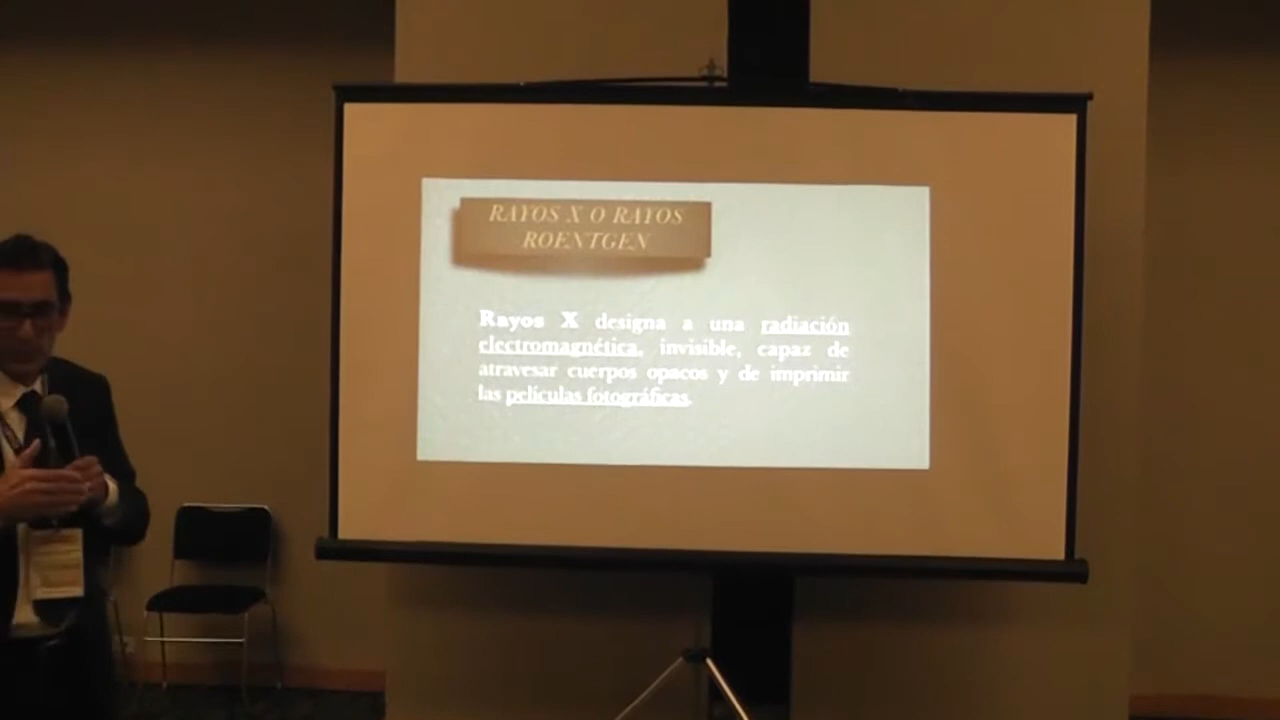 RAYOS X O RAYOS
ROENTGEN
Rayos X designa a una radiación
electromagnética, invisible, capaz de
atravesar cuerpos opacos y de imprimir
las películas fotográficas.